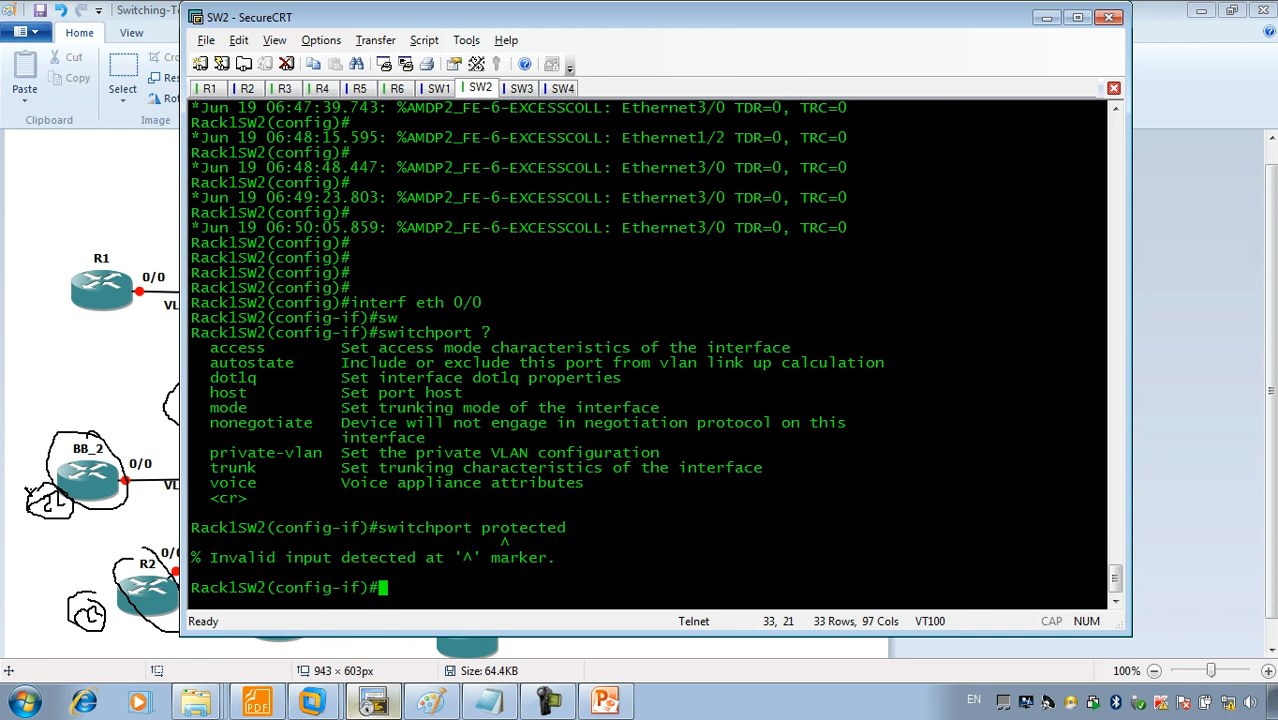 Switching-To
SW2 - SecureCRT
Home
View
File
Edit
View
Options
Transfer
Script
Tools
Help
Paste
Cut
Copy
Select
Clipboard
Image
R1
R2
R3
R4
R5
R6
SW1
SW2
SW3
SW4
*Jun 19 06:47:39.743: %AMDP2_FE-6-EXCESSCOLL: Ethernet3/0 TDR=0, TRC=0
Rack1SW2(config)#
*Jun 19 06:48:15.595: %AMDP2_FE-6-EXCESSCOLL: Ethernet1/2 TDR=0, TRC=0
Rack1SW2(config)#
*Jun 19 06:48:48.447: %AMDP2_FE-6-EXCESSCOLL: Ethernet3/0 TDR=0, TRC=0
Rack1SW2(config)#
*Jun 19 06:49:23.803: %AMDP2_FE-6-EXCESSCOLL: Ethernet3/0 TDR=0, TRC=0
Rack1SW2(config)#
*Jun 19 06:50:05.859: %AMDP2_FE-6-EXCESSCOLL: Ethernet3/0 TDR=0, TRC=0
Rack1SW2(config)#
Rack1SW2(config)#
Rack1SW2(config)#
Rack1SW2(config)#
Rack1SW2(config)#interf eth 0/0
Rack1SW2(config-if)#sw
Rack1SW2(config-if)#switchport ?
access Set access mode characteristics of the interface
autostate Include or exclude this port from vlan link up calculation
dot1q Set interface dot1q properties
host Set port host
mode Set trunking mode of the interface
nonegotiate Device will not engage in negotiation protocol on this
interface
private-vlan Set the private VLAN configuration
trunk Set trunking characteristics of the interface
voice Voice appliance attributes
<cr>
Rack1SW2(config-if)#switchport protected
^
% Invalid input detected at '^' marker.
Rack1SW2(config-if)#
R1
0/0
VL
BB_2
0/0
VL
R2
Ready
Telnet
33, 21
33 Rows, 97 Cols
VT100
CAP
NUM
943 × 603px
Size: 64.4KB
100%
PDF
EN